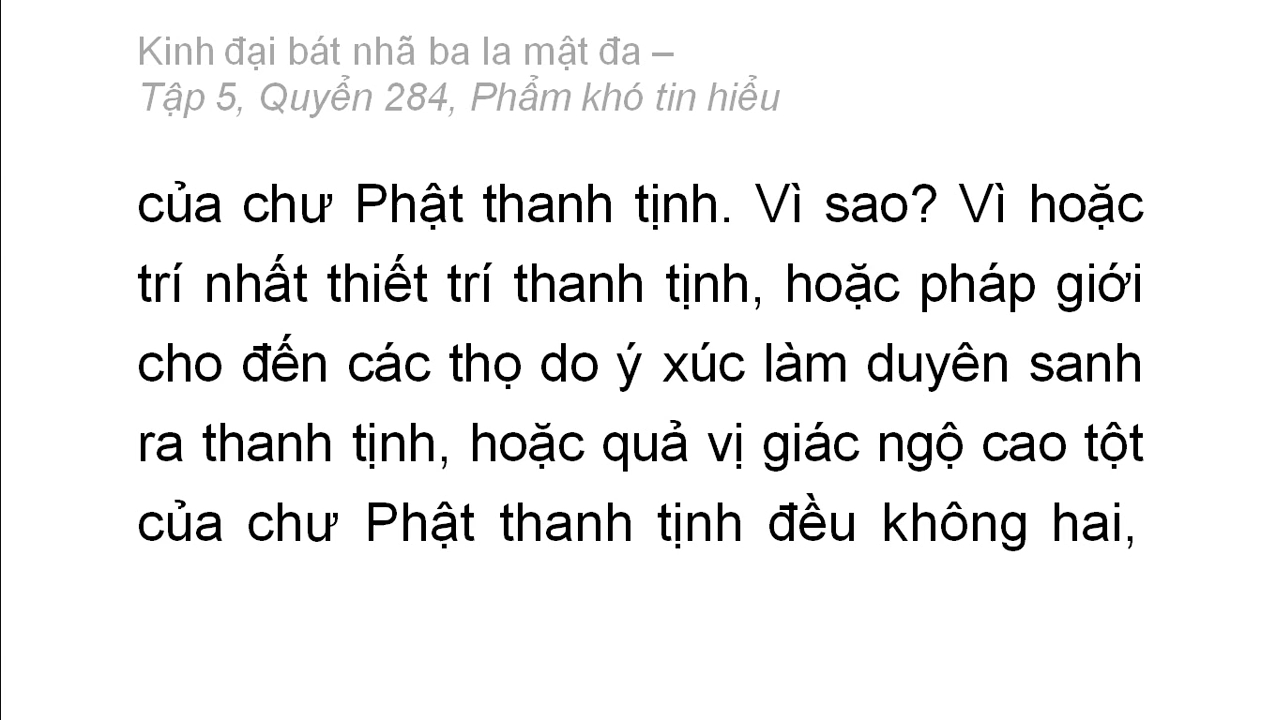 Kinh đại bát nhã ba la mật đa –
Tập 5, Quyển 284, Phẩm khó tin hiểu
của chư Phật thanh tịnh. Vì sao? Vì hoặc
trí nhất thiết trí thanh tịnh, hoặc pháp giới
cho đến các thọ do ý xúc làm duyên sanh
ra thanh tịnh, hoặc quả vị giác ngộ cao tột
của chư Phật thanh tịnh đều không hai,